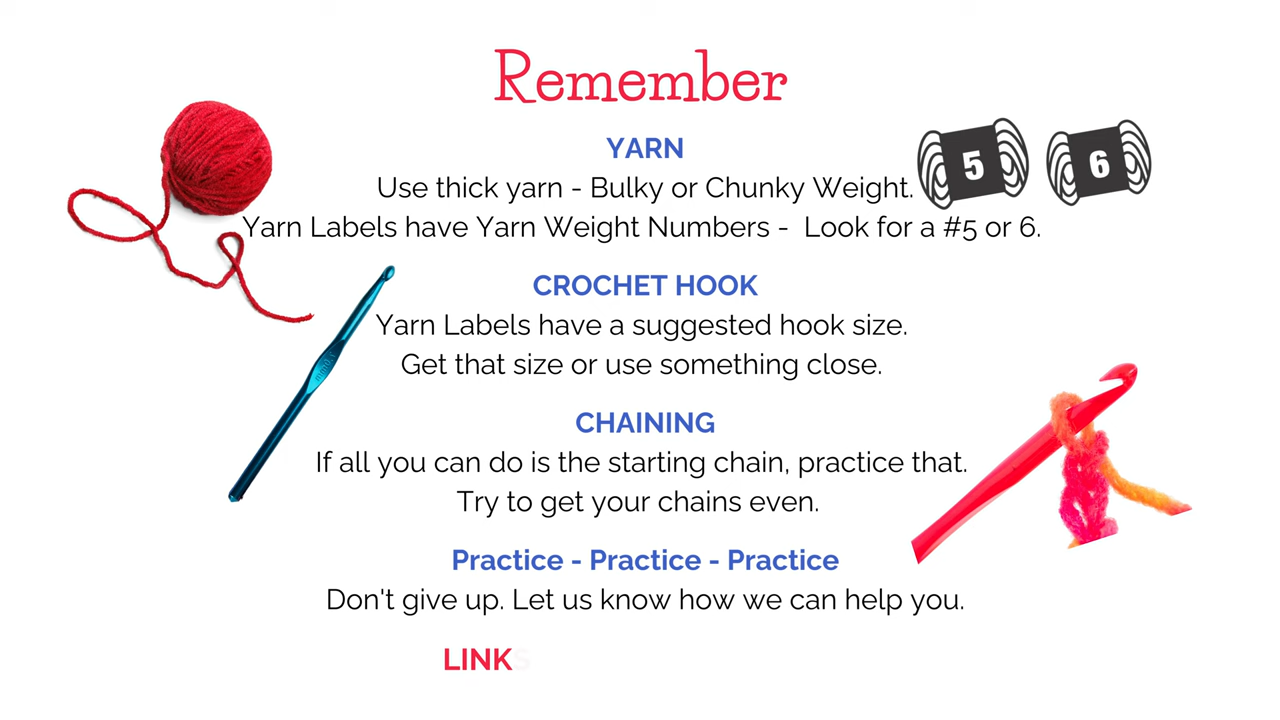 Remember
YARN
Use thick yarn - Bulky or Chunky Weight.
5
6
Yarn Labels have Yarn Weight Numbers - Look for a #5 or 6.
CROCHET HOOK
Yarn Labels have a suggested hook size.
Get that size or use something close.
CHAINING
If all you can do is the starting chain, practice that.
Try to get your chains even.
Practice - Practice - Practice
Don't give up. Let us know how we can help you.
LINKS